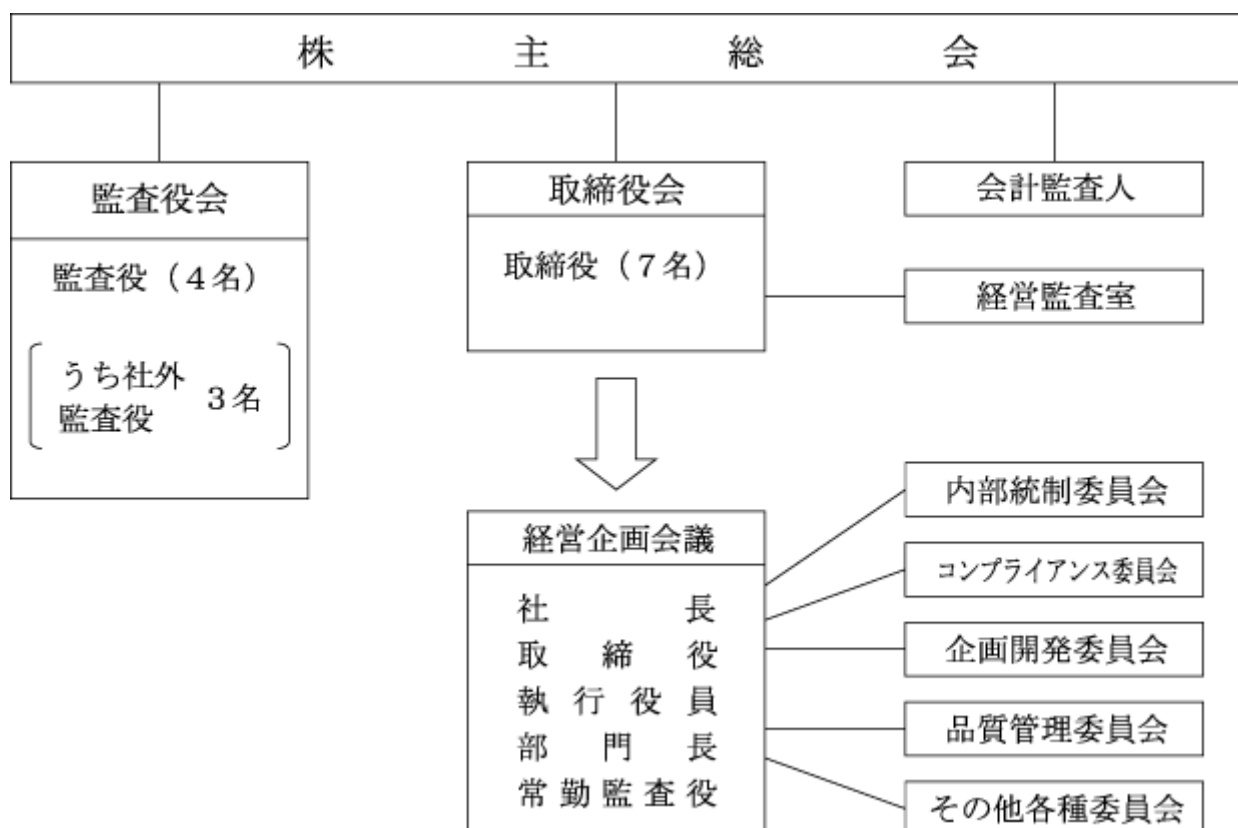 株主総会
監査役会
監査役（４名）
うち社外
監査役
３名
取締役会
取締役（７名）
会計監査人
経営監査室
経営企画会議
社長
取締役
執行役員
部門長
常勤監査役
内部統制委員会
コンプライアンス委員会
企画開発委員会
品質管理委員会
その他各種委員会